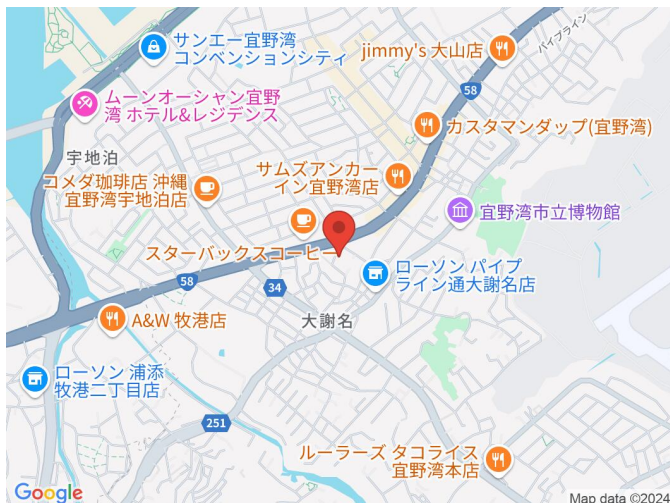 サンエー宜野湾
コンベンションシティ
jimmy's 大山店
パイプライン
58
ムーンオーシャン宜野
湾 ホテル&レジデンス
カスタマンダップ(宜野湾)
宇地泊
サムズアンカー
イン宜野湾店
コメダ珈琲店 沖縄
宜野湾宇地泊店
宜野湾市立博物館
スターバックスコーヒー
ローソン パイプ
ライン通大謝名店
58
34
A&W 牧港店
大謝名
ローソン 浦添
牧港二丁目店
251
ルーラーズ タコライス
宜野湾本店
Google
Map data ©2024